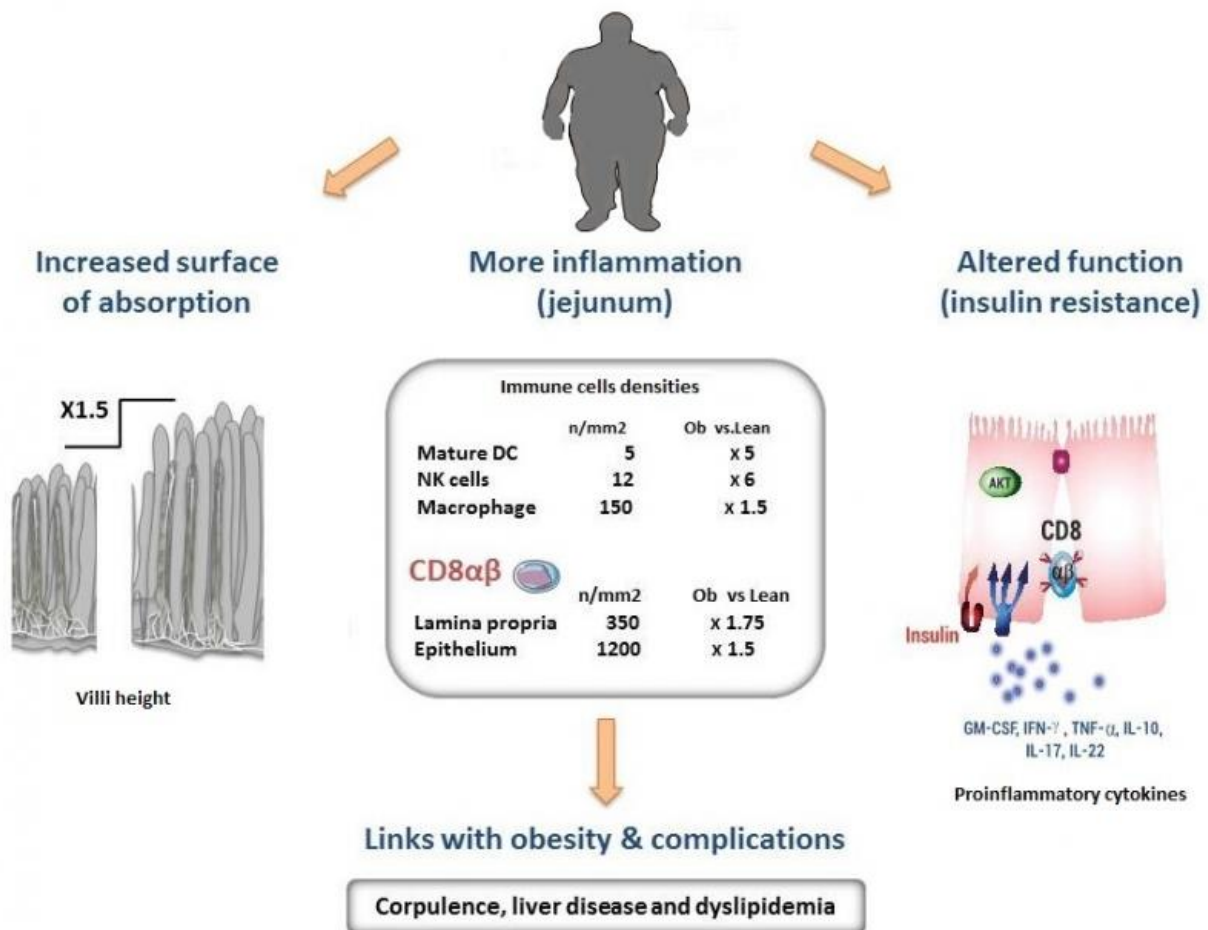 Increased surface
of absorption
More inflammation
(jejunum)
Altered function
(insulin resistance)
X1.5
Villi height
Immune cells densities
n/mm2 Ob vs.Lean
Mature DC 5 x 5
NK cells 12 x 6
Macrophage 150 x 1.5
CD8αβ
n/mm2 Ob vs Lean
Lamina propria 350 x 1.75
Epithelium 1200 x 1.5
AKT
CD8
αβ
Insulin
GM-CSF, IFN-γ , TNF-α, IL-10,
IL-17, IL-22
Proinflammatory cytokines
Links with obesity & complications
Corpulence, liver disease and dyslipidemia